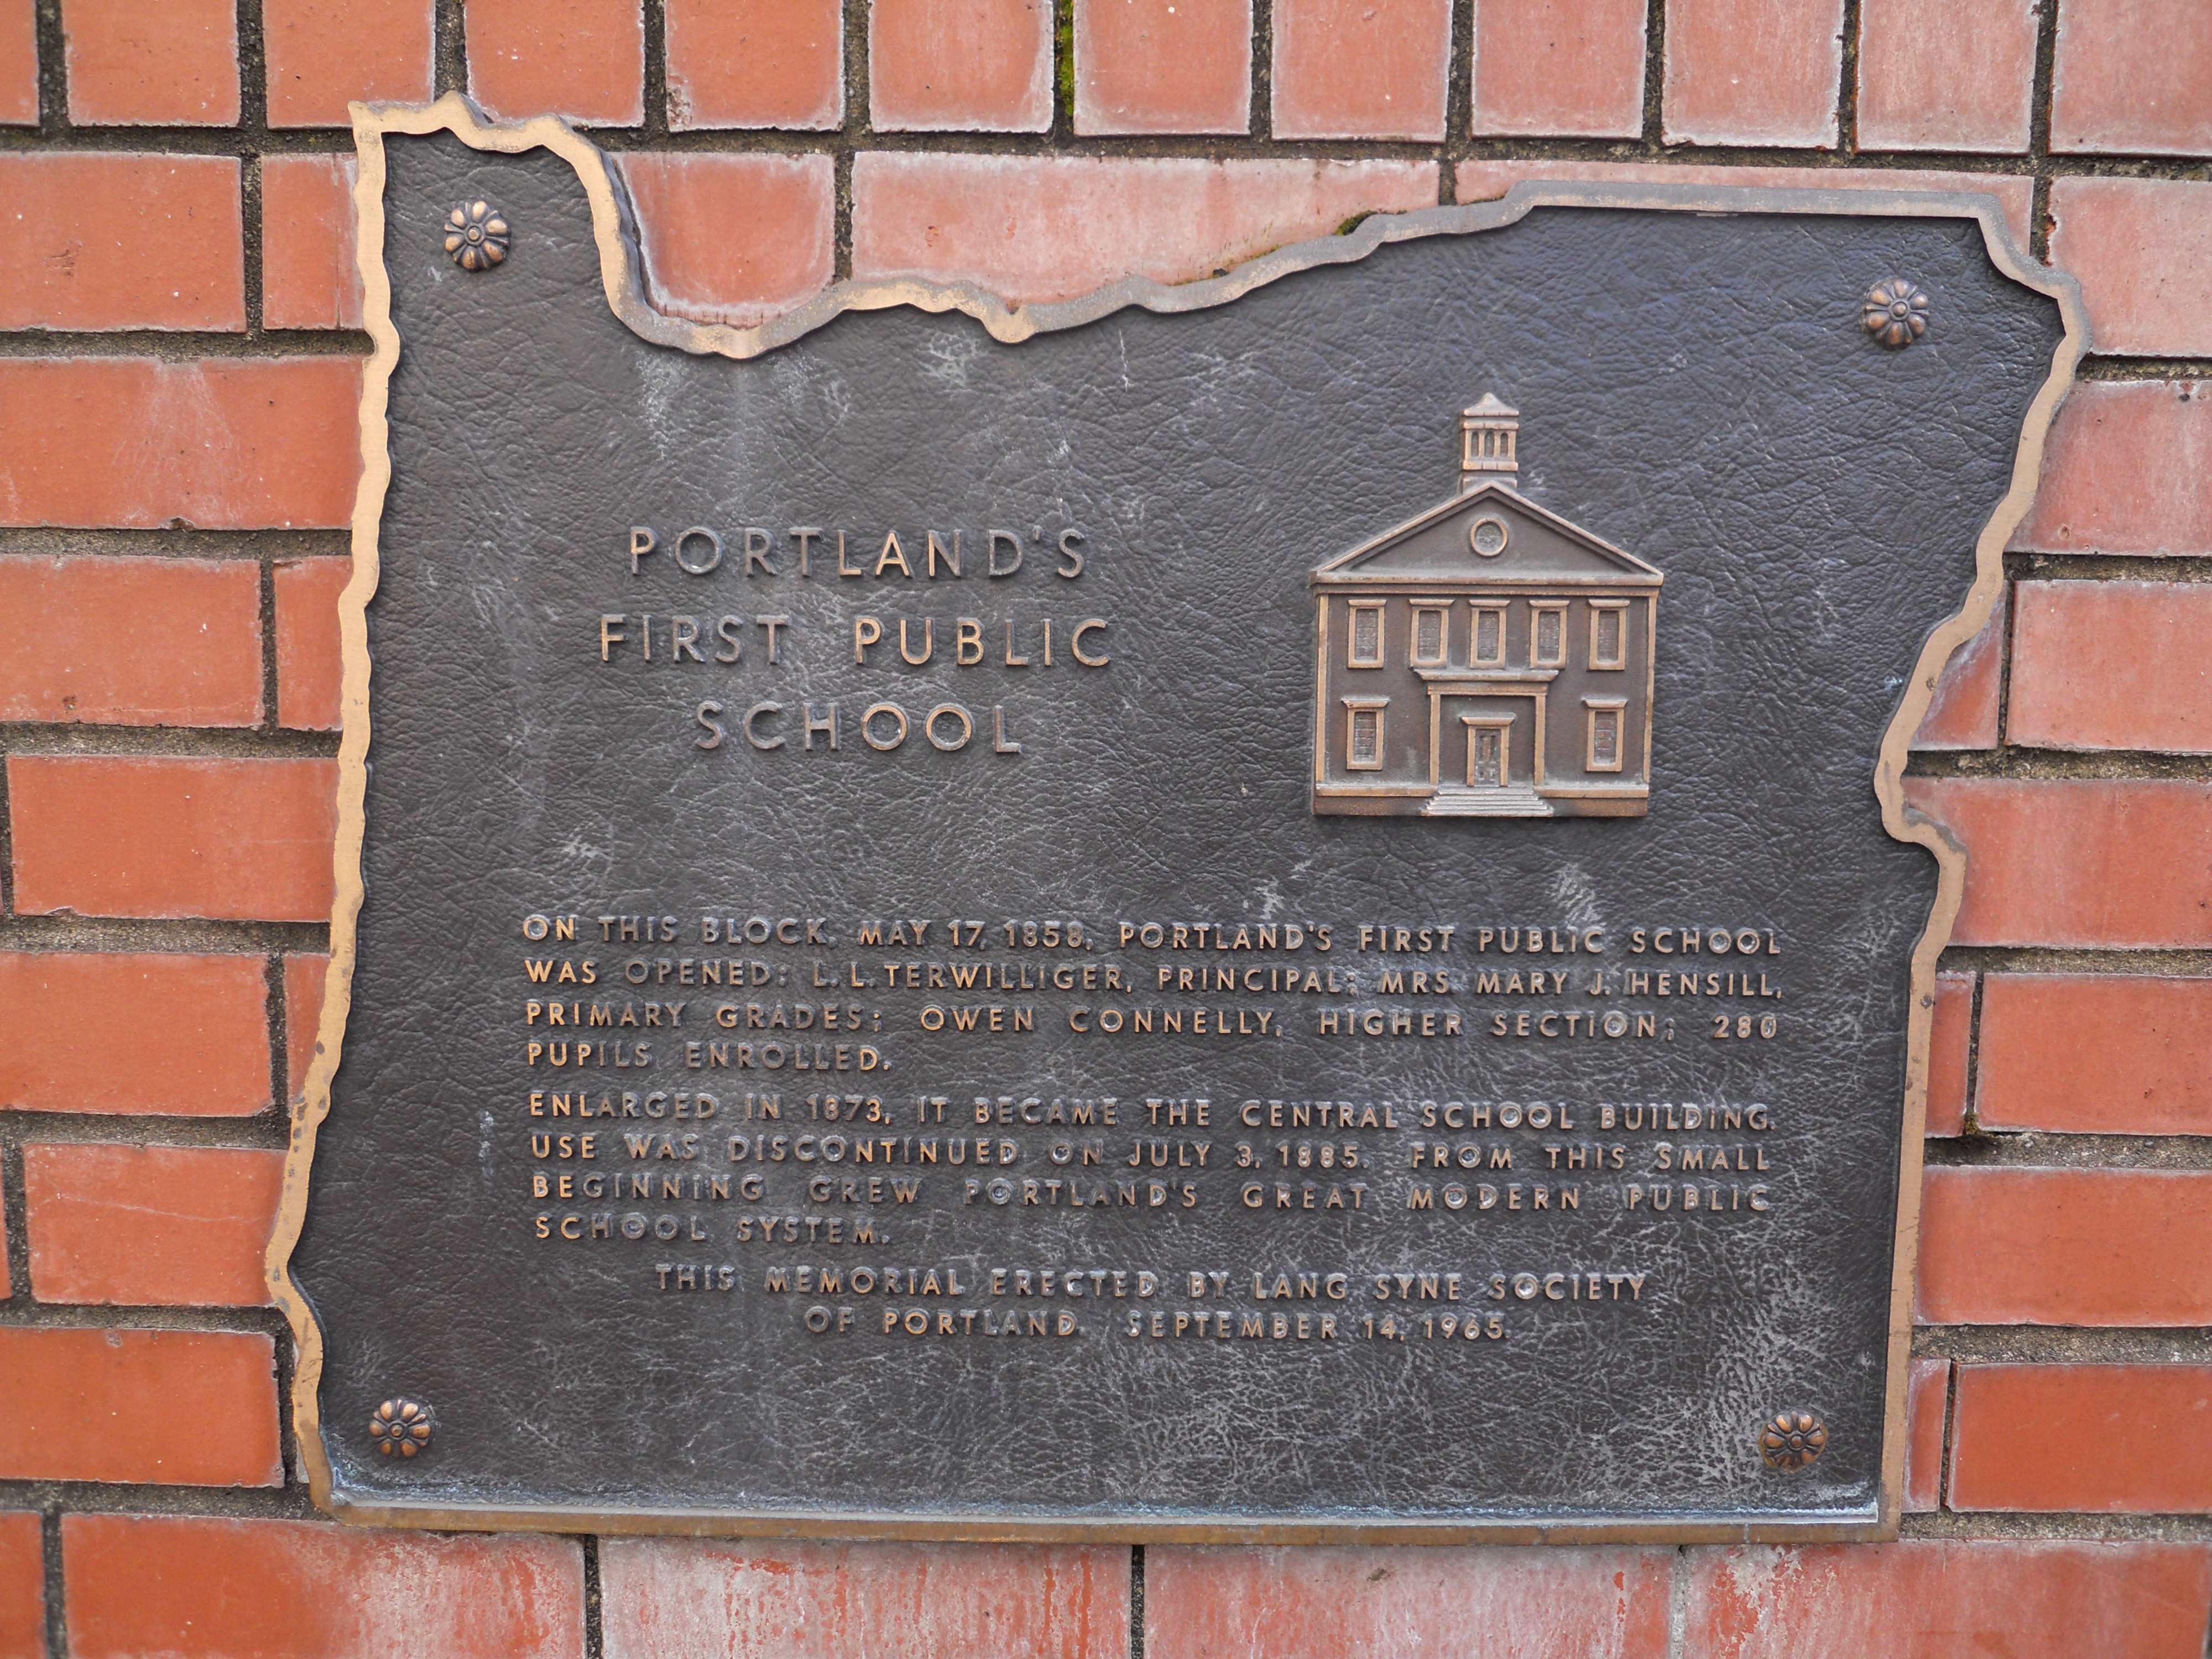 PORTLAND'S
FIRST PUBLIC
SCHOOL
ON THIS BLOCK, MAY 17, 1858, PORTLAND'S FIRST PUBLIC SCHOOL
WAS OPENED: L. L. TERWILLIGER, PRINCIPAL; MRS MARY J. HENSILL,
PRIMARY GRADES; OWEN CONNELLY, HIGHER SECTION; 280
PUPILS ENROLLED.
ENLARGED IN 1873, IT BECAME THE CENTRAL SCHOOL BUILDING.
USE WAS DISCONTINUED ON JULY 3, 1885. FROM THIS SMALL
BEGINNING GREW PORTLAND'S GREAT MODERN PUBLIC
SCHOOL SYSTEM.
THIS MEMORIAL ERECTED BY LANG SYNE SOCIETY
OF PORTLAND. SEPTEMBER 14, 1965.